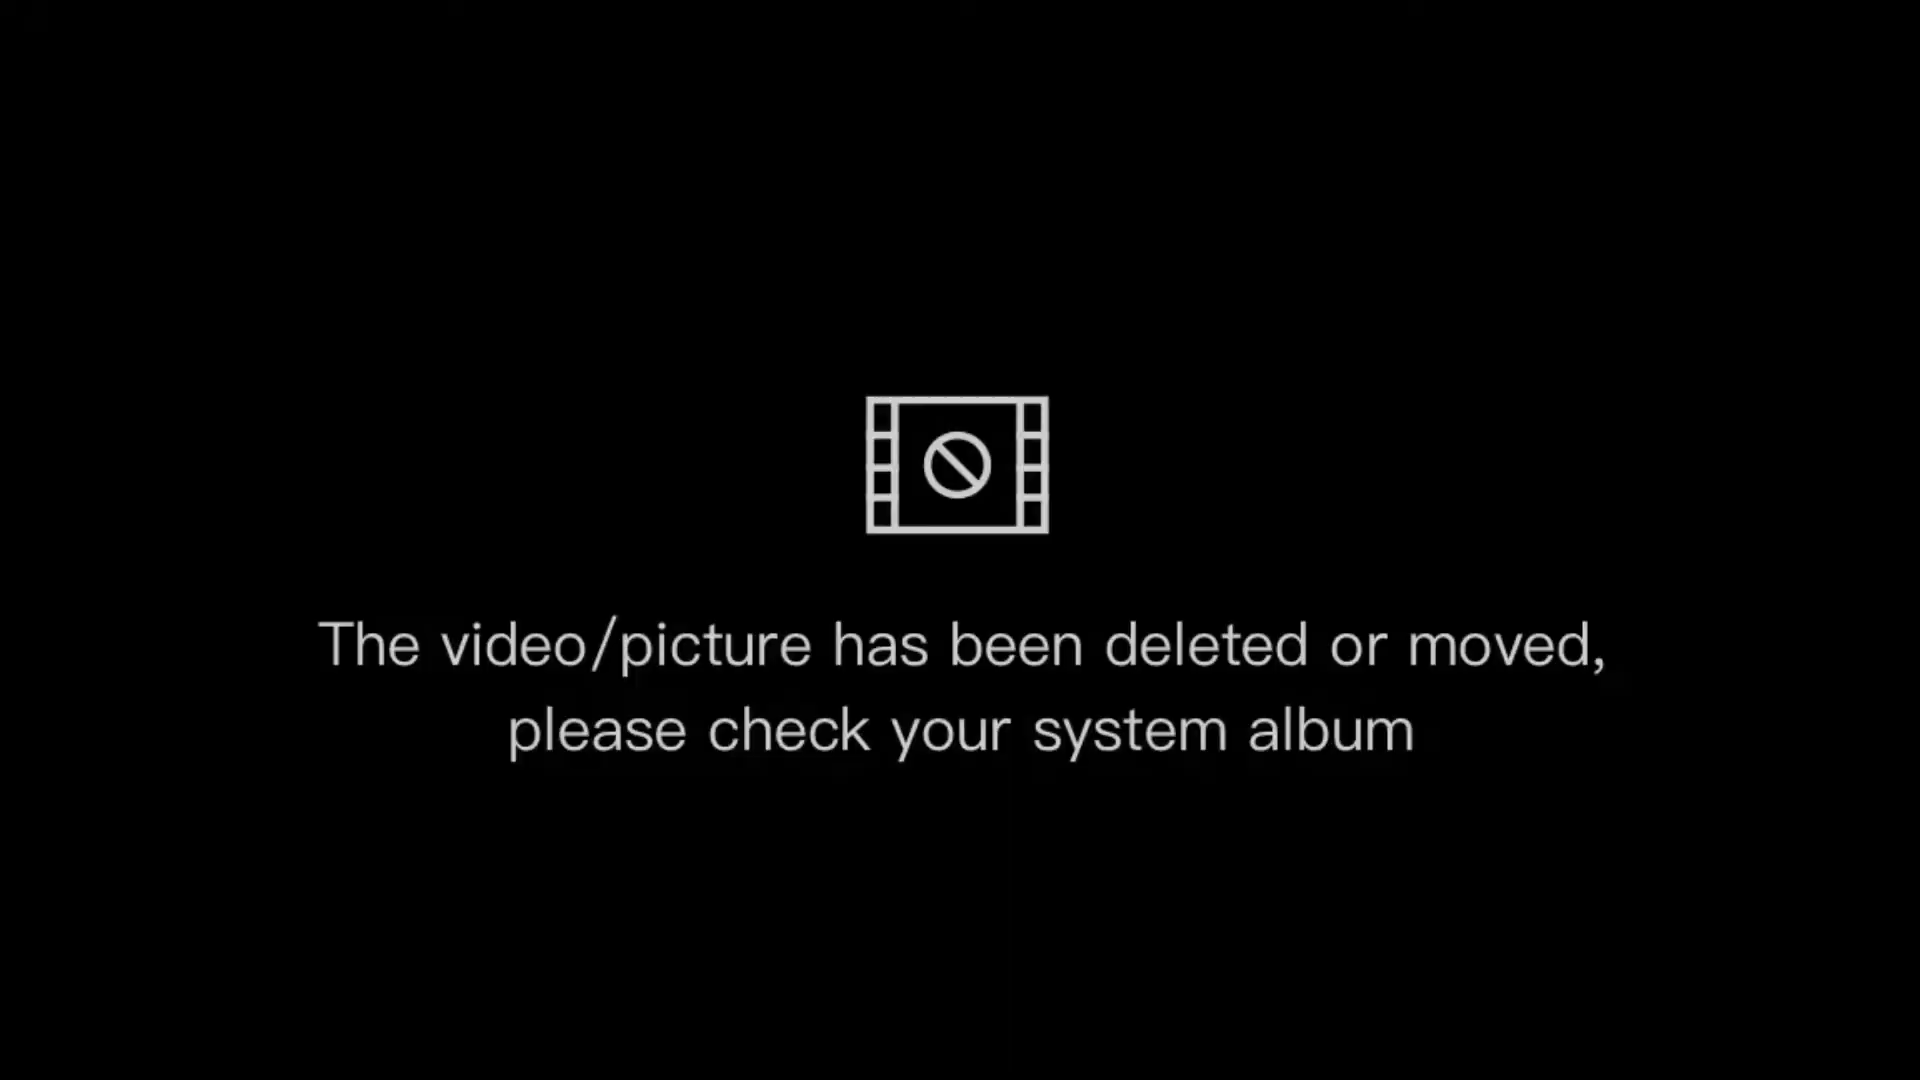 The video/picture has been deleted or moved,
please check your system album